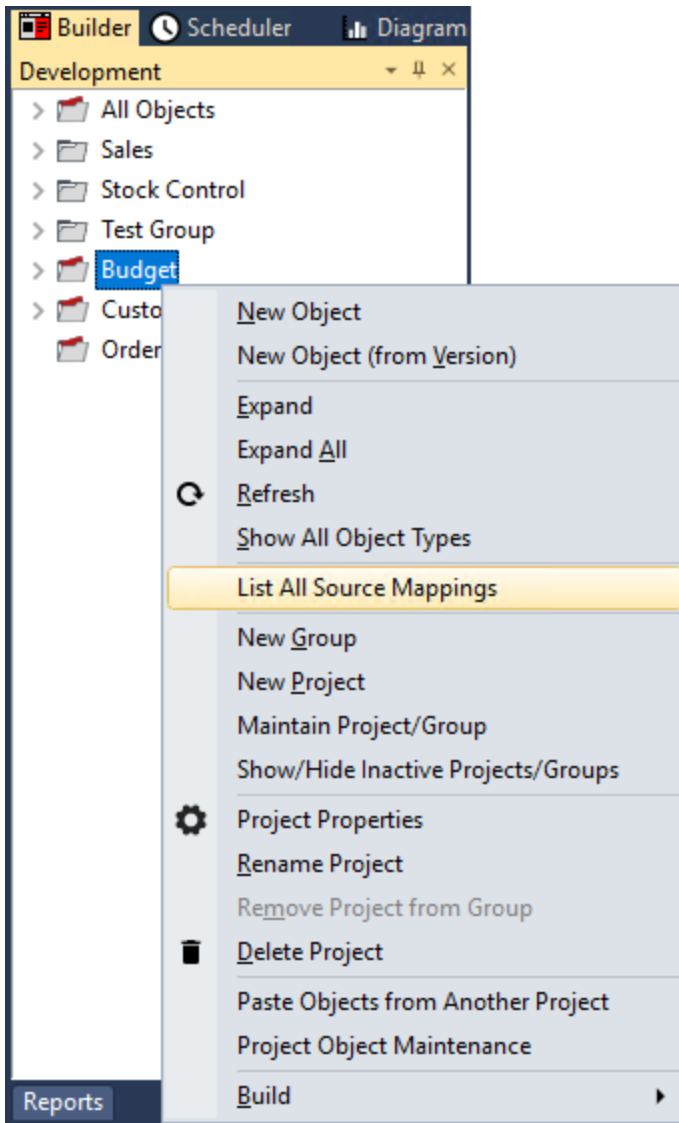 Builder Scheduler Diagram
Development
All Objects
Sales
Stock Control
Test Group
Budget
Custo
Order
New Object
New Object (from Version)
Expand
Expand All
Refresh
Show All Object Types
List All Source Mappings
New Group
New Project
Maintain Project/Group
Show/Hide Inactive Projects/Groups
Project Properties
Rename Project
Remove Project from Group
Delete Project
Paste Objects from Another Project
Project Object Maintenance
Build
Reports